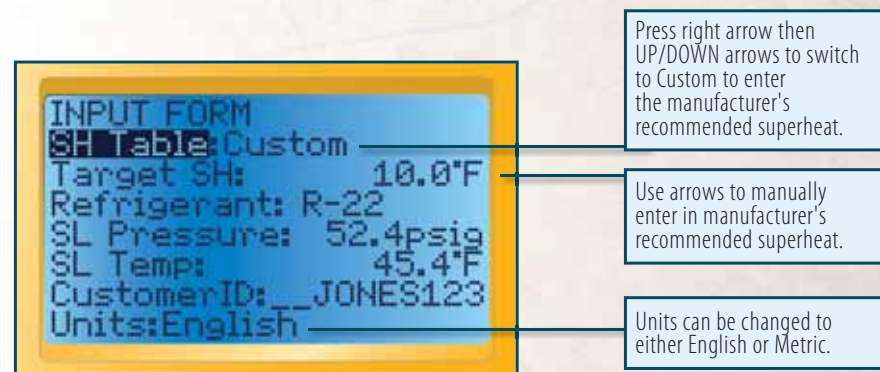 INPUT FORM
SH Table:Custom
Target SH: 10.0°F
Refrigerant: R-22
SL Pressure: 52.4psig
SL Temp: 45.4°F
CustomerID:__JONES123
Units:English
Press right arrow then
UP/DOWN arrows to switch
to Custom to enter
the manufacturer's
recommended superheat.
Use arrows to manually
enter in manufacturer's
recommended superheat.
Units can be changed to
either English or Metric.